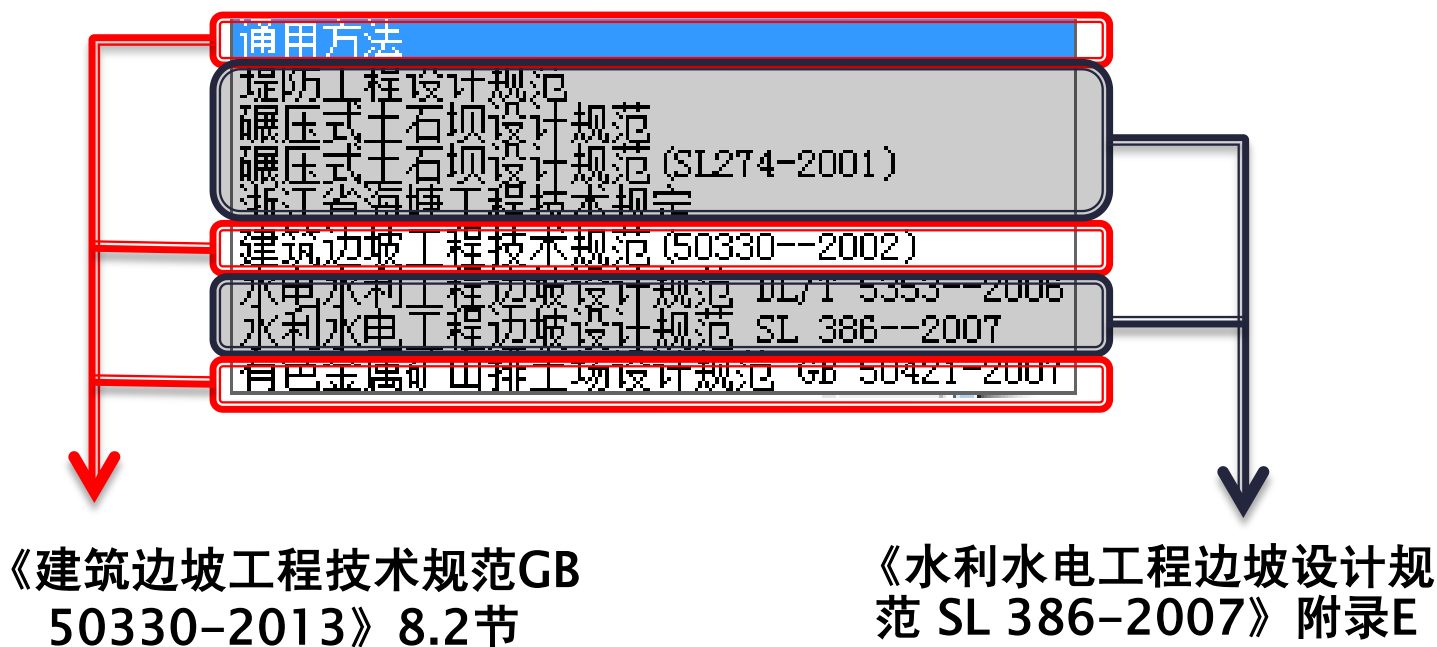 通用方法
堤防工程设计规范
碾压式土石坝设计规范
碾压式土石坝设计规范(SL274-2001)
浙江省海塘工程技术规定
建筑边坡工程技术规范(50330--2002)
水电水利工程边坡设计规范 DL/T 5353--2006
水利水电工程边坡设计规范 SL 386--2007
有色金属矿山排土场设计规范 GB 50421-2007
《建筑边坡工程技术规范GB
50330-2013》8.2节
《水利水电工程边坡设计规
范 SL 386-2007》附录E